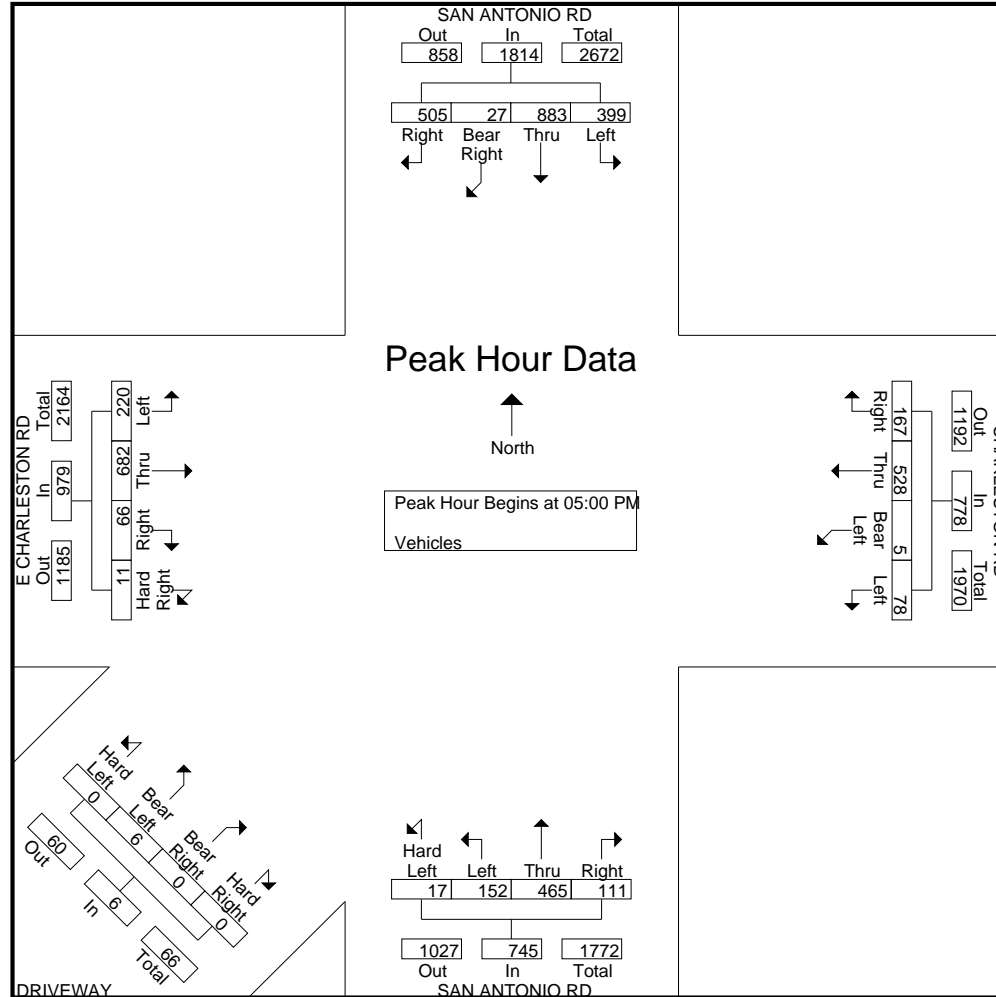 SAN ANTONIO RD
Out In Total
858 1814 2672
505 27 883 399
Right Bear Right Thru Left
Peak Hour Data
North
Peak Hour Begins at 05:00 PM
Vehicles
E CHARLESTON RD
Total In Out
2164 979 1185
220 682 66 11
Left Thru Right Hard Right
Right Thru Bear Left Left
167 528 5 78
Out In Total
1192 778 1970
Hard Left Bear Left Bear Right Hard Right
0 6 0 0
60 6 66
Out In Total
DRIVEWAY
Hard Left Left Thru Right
17 152 465 111
1027 745 1772
Out In Total
SAN ANTONIO RD